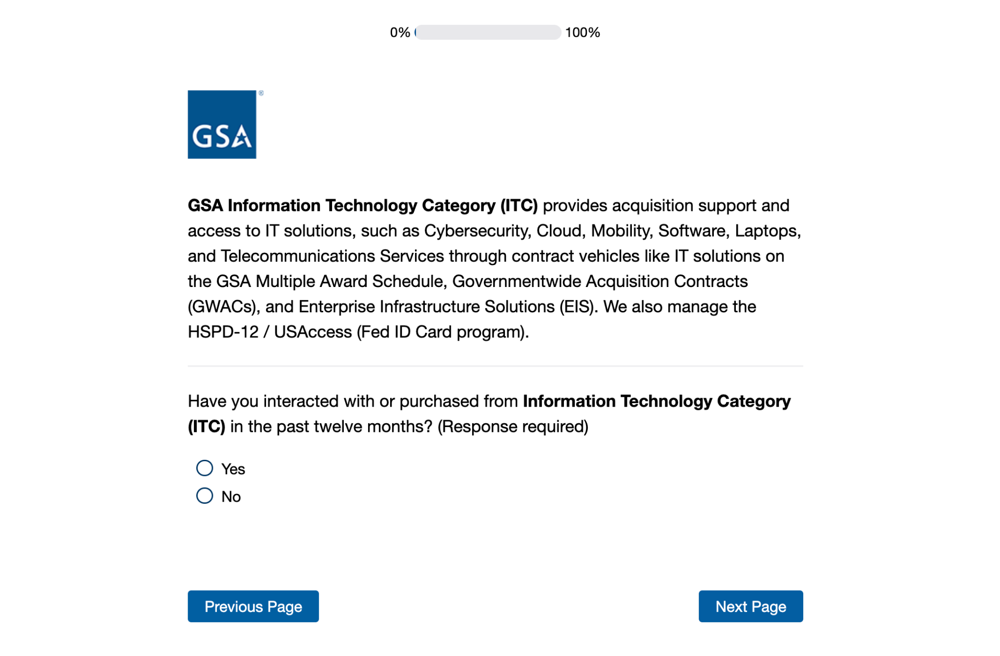 0% 100%
®
GSA
GSA Information Technology Category (ITC) provides acquisition support and
access to IT solutions, such as Cybersecurity, Cloud, Mobility, Software, Laptops,
and Telecommunications Services through contract vehicles like IT solutions on
the GSA Multiple Award Schedule, Governmentwide Acquisition Contracts
(GWACs), and Enterprise Infrastructure Solutions (EIS). We also manage the
HSPD-12 / USAccess (Fed ID Card program).
Have you interacted with or purchased from Information Technology Category
(ITC) in the past twelve months? (Response required)
Yes
No
Previous Page Next Page